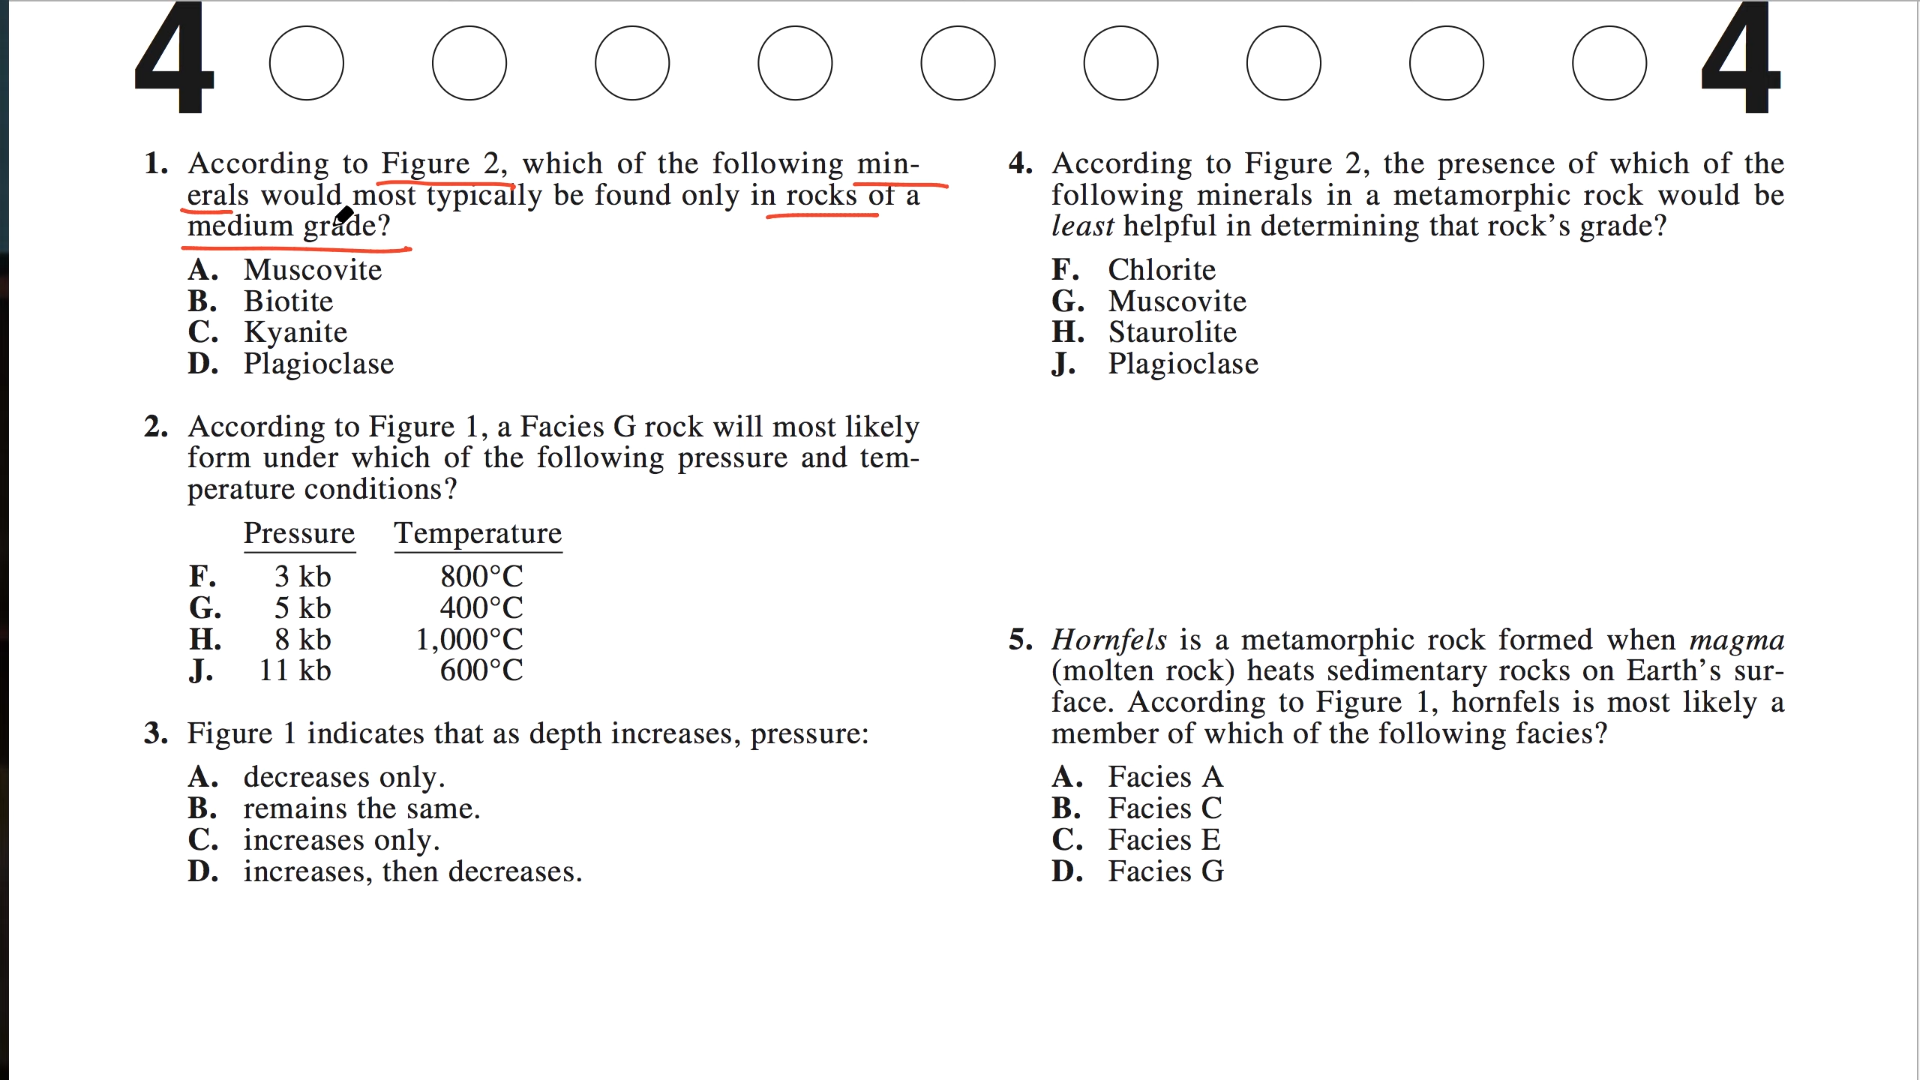 4 4
1. According to Figure 2, which of the following min-
erals would most typically be found only in rocks of a
medium grade?
A. Muscovite
B. Biotite
C. Kyanite
D. Plagioclase
2. According to Figure 1, a Facies G rock will most likely
form under which of the following pressure and tem-
perature conditions?
Pressure Temperature
F. 3 kb 800°C
G. 5 kb 400°C
H. 8 kb 1,000°C
J. 11 kb 600°C
3. Figure 1 indicates that as depth increases, pressure:
A. decreases only.
B. remains the same.
C. increases only.
D. increases, then decreases.
4. According to Figure 2, the presence of which of the
following minerals in a metamorphic rock would be
least helpful in determining that rock's grade?
F. Chlorite
G. Muscovite
H. Staurolite
J. Plagioclase
5. Hornfels is a metamorphic rock formed when magma
(molten rock) heats sedimentary rocks on Earth's sur-
face. According to Figure 1, hornfels is most likely a
member of which of the following facies?
A. Facies A
B. Facies C
C. Facies E
D. Facies G